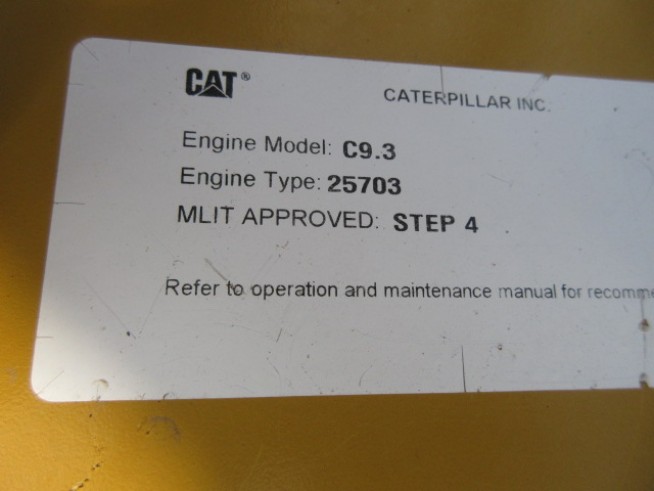 CAT® CATERPILLAR INC.
Engine Model: C9.3
Engine Type: 25703
MLIT APPROVED: STEP 4
Refer to operation and maintenance manual for